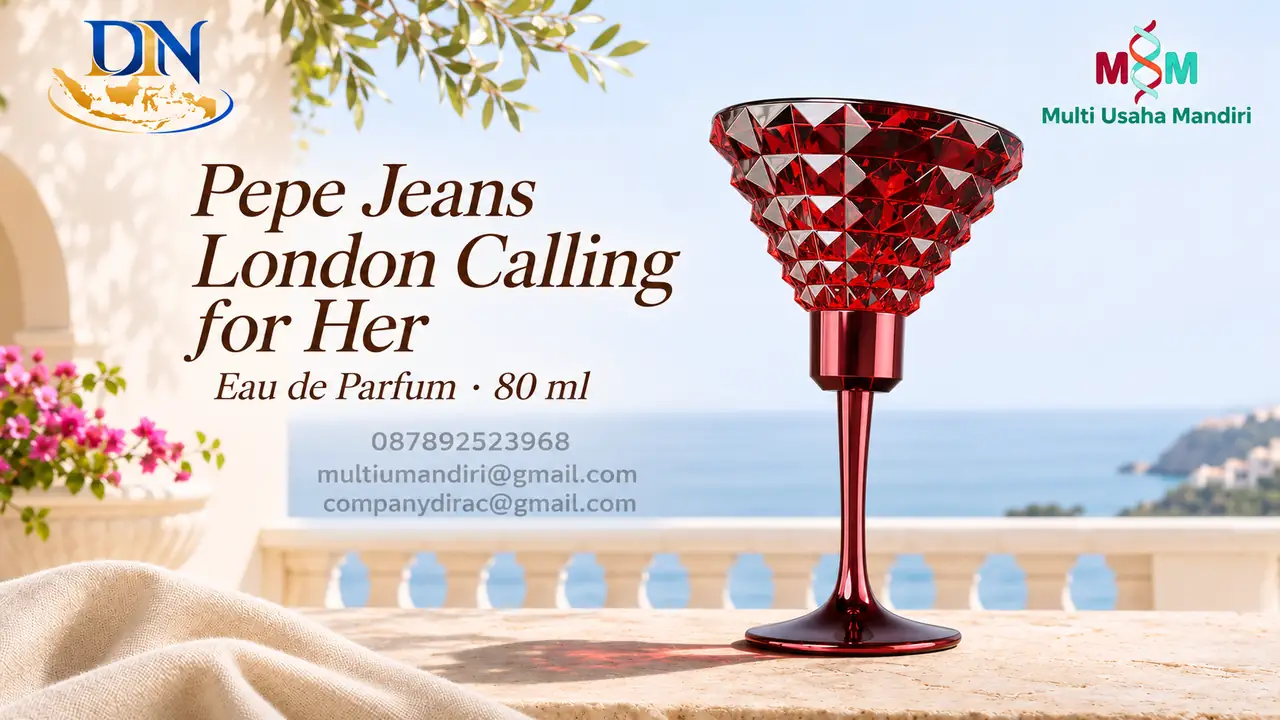 DN
MSM
Multi Usaha Mandiri
Pepe Jeans
London Calling
for Her
Eau de Parfum · 80 ml
087892523968
multiumandiri@gmail.com
companydirac@gmail.com